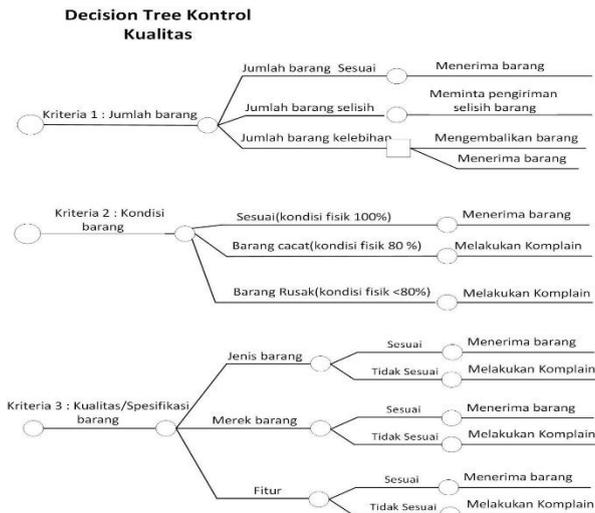 Decision Tree Kontrol
Kualitas
Jumlah barang Sesuai
Menerima barang
Kriteria 1 : Jumlah barang
Jumlah barang selisih
Meminta pengiriman
selisih barang
Jumlah barang kelebihan
Mengembalikan barang
Menerima barang
Kriteria 2 : Kondisi
barang
Sesuai(kondisi fisik 100%)
Menerima barang
Barang cacat(kondisi fisik 80 %)
Melakukan Komplain
Barang Rusak(kondisi fisik <80%)
Melakukan Komplain
Kriteria 3 : Kualitas/Spesifikasi
barang
Jenis barang
Sesuai
Menerima barang
Tidak Sesuai
Melakukan Komplain
Merek barang
Sesuai
Menerima barang
Tidak Sesuai
Melakukan Komplain
Fitur
Sesuai
Menerima barang
Tidak Sesuai
Melakukan Komplain